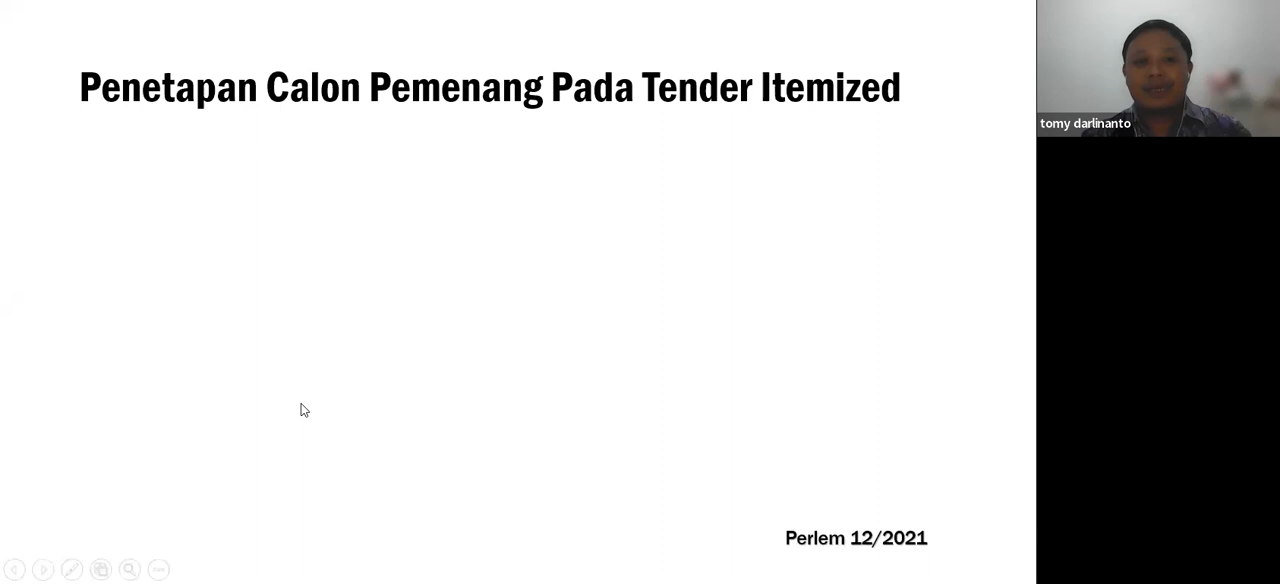 Penetapan Calon Pemenang Pada Tender Itemized
tomy darlinanto
Perlem 12/2021